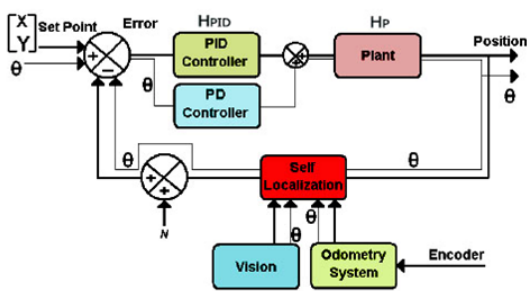 X
Y
Set Point
Error
HPID
HP
Position
θ
+
−
PID
Controller
Plant
θ
PD
Controller
θ
θ
+
+
Self
Localization
θ
N
θ
θ
Vision
Odometry
System
Encoder